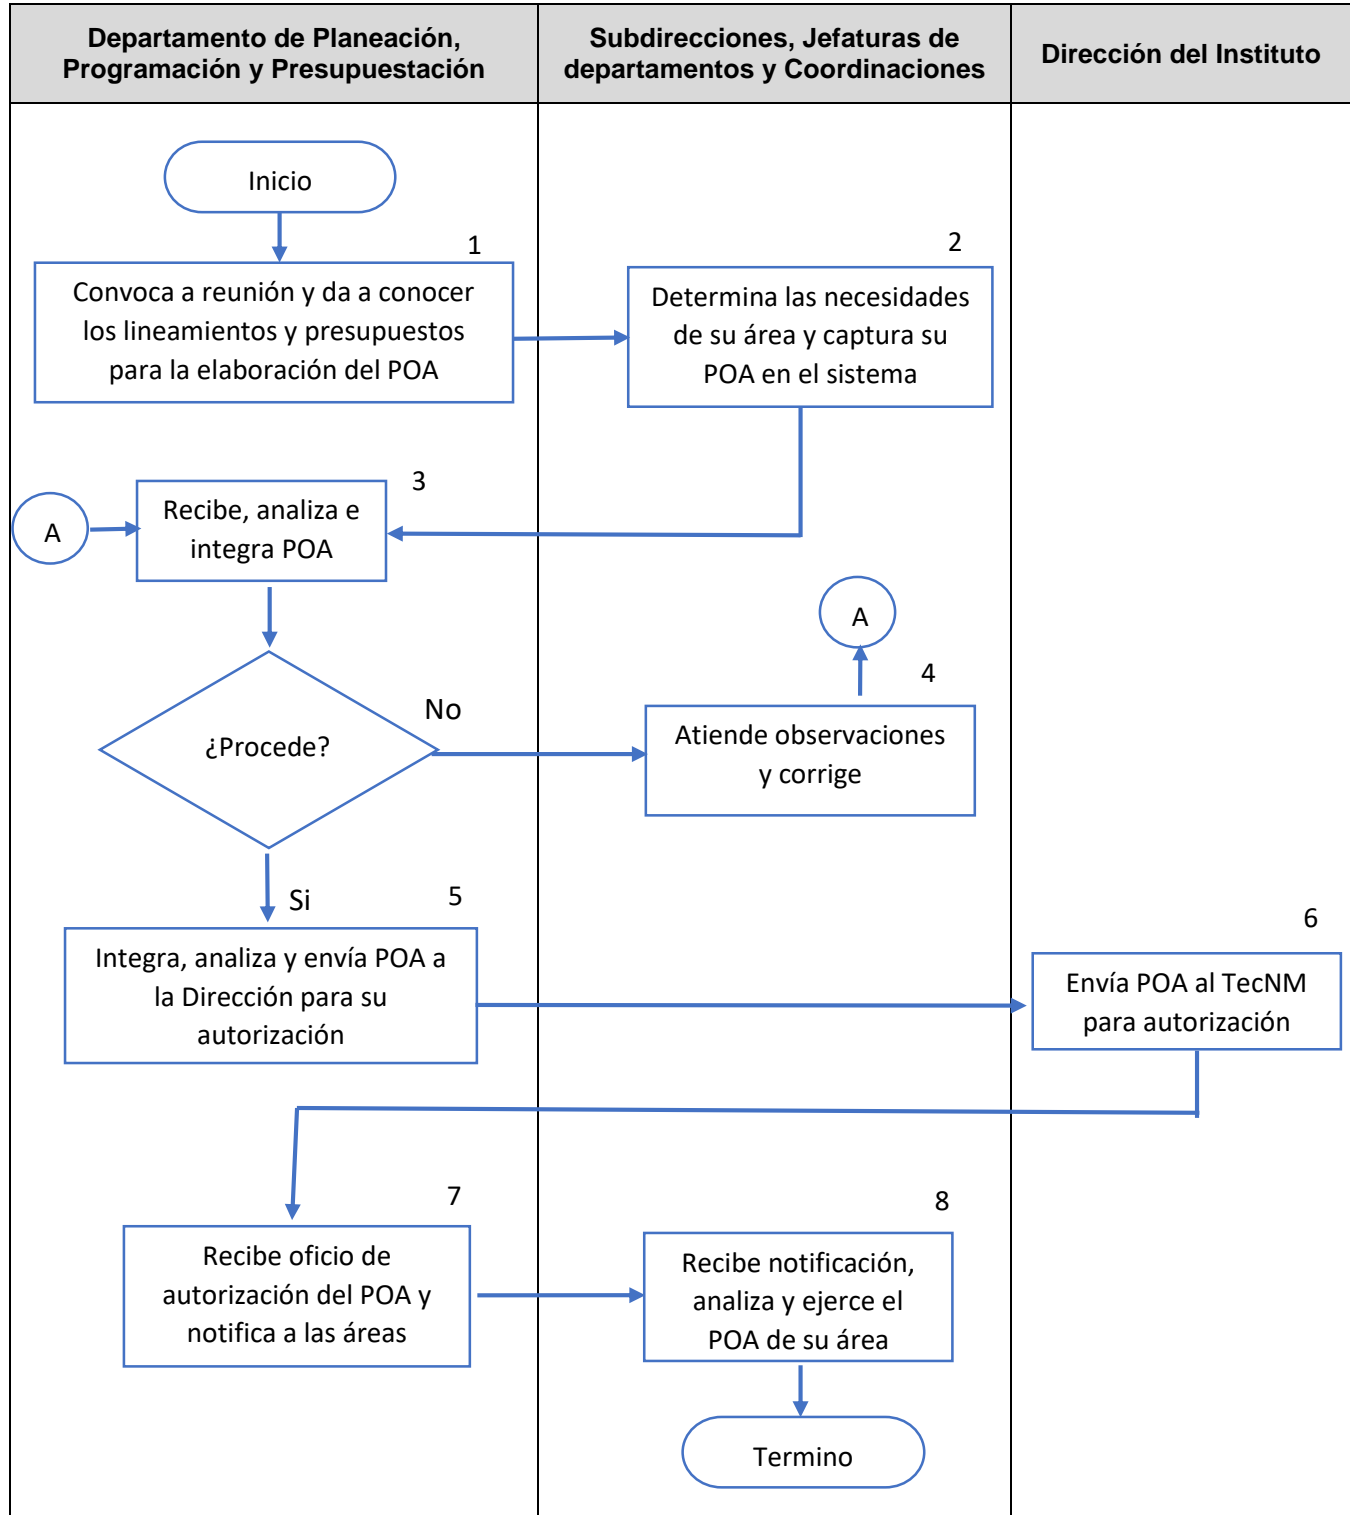 Departamento de Planeación,
Programación y Presupuestación
Subdirecciones, Jefaturas de
departamentos y Coordinaciones
Dirección del Instituto
Inicio
1
Convoca a reunión y da a conocer
los lineamientos y presupuestos
para la elaboración del POA
2
Determina las necesidades
de su área y captura su
POA en el sistema
3
A
Recibe, analiza e
integra POA
A
¿Procede?
No
4
Atiende observaciones
y corrige
Si
5
Integra, analiza y envía POA a
la Dirección para su
autorización
6
Envía POA al TecNM
para autorización
7
Recibe oficio de
autorización del POA y
notifica a las áreas
8
Recibe notificación,
analiza y ejerce el
POA de su área
Termino